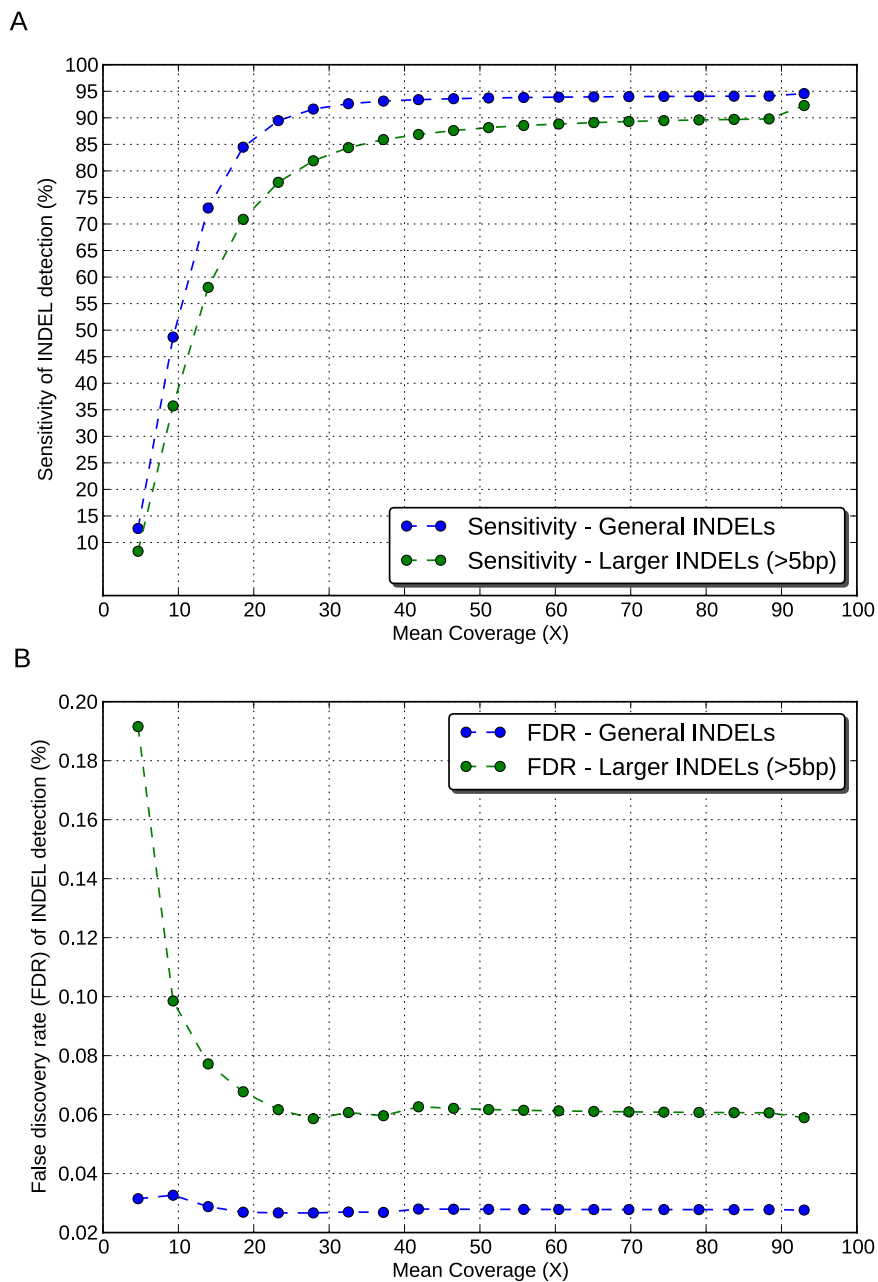 A
100
95
90
85
80
75
70
65
60
55
50
45
40
35
30
25
20
15
10
Sensitivity of INDEL detection (%)
Sensitivity - General INDELs
Sensitivity - Larger INDELs (>5bp)
0 10 20 30 40 50 60 70 80 90 100
Mean Coverage (X)
B
0.20
0.18
0.16
0.14
0.12
0.10
0.08
0.06
0.04
0.02
False discovery rate (FDR) of INDEL detection (%)
FDR - General INDELs
FDR - Larger INDELs (>5bp)
0 10 20 30 40 50 60 70 80 90 100
Mean Coverage (X)